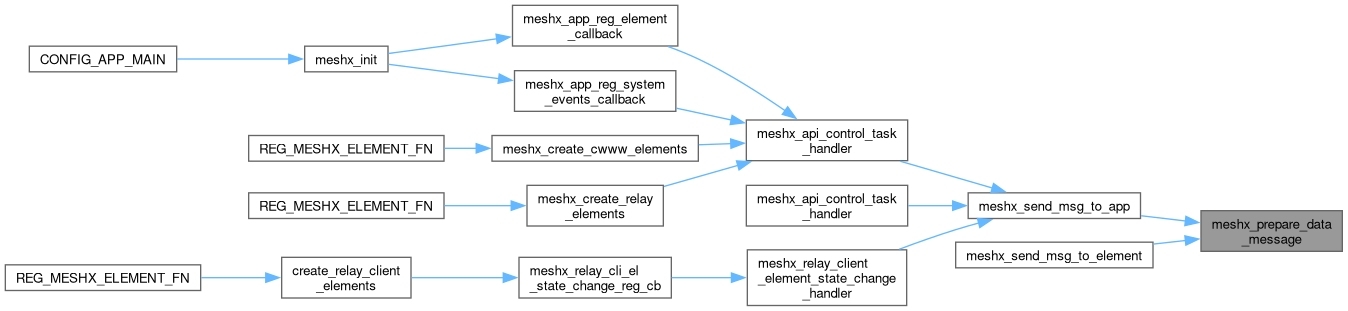 meshx_app_reg_element
_callback
CONFIG_APP_MAIN
meshx_init
meshx_app_reg_system
_events_callback
meshx_api_control_task
_handler
REG_MESHX_ELEMENT_FN
meshx_create_cwww_elements
REG_MESHX_ELEMENT_FN
meshx_create_relay
_elements
meshx_api_control_task
_handler
meshx_send_msg_to_app
meshx_prepare_data
_message
meshx_send_msg_to_element
REG_MESHX_ELEMENT_FN
create_relay_client
_elements
meshx_relay_cli_el
_state_change_reg_cb
meshx_relay_client
_element_state_change
_handler